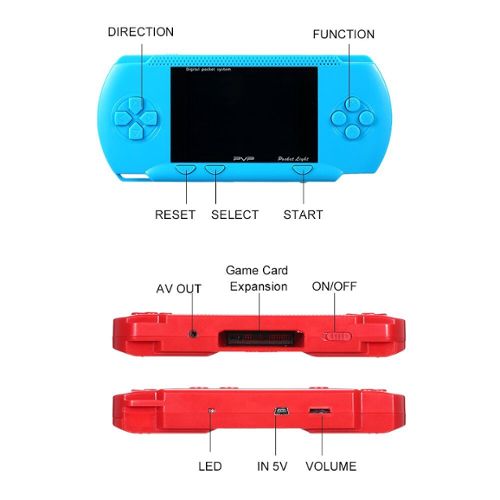 DIRECTION
FUNCTION
Digital pocket system
PVP
Pocket Light
RESET
SELECT
START
Game Card
Expansion
AV OUT
ON/OFF
LED
IN 5V
VOLUME